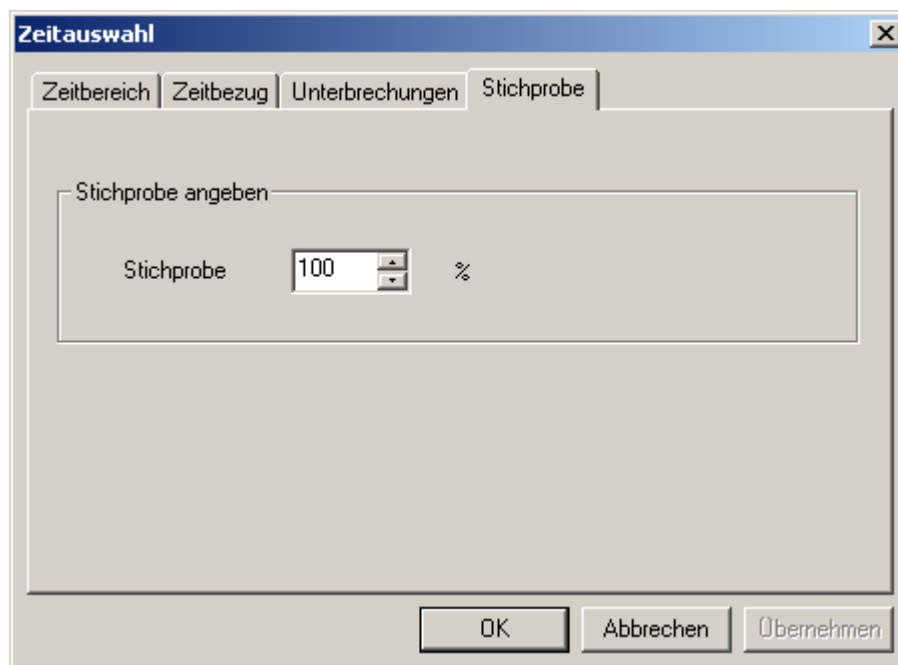 Zeitauswahl
Zeitbereich Zeitbezug Unterbrechungen Stichprobe
Stichprobe angeben
Stichprobe 100 %
OK Abbrechen Übernehmen